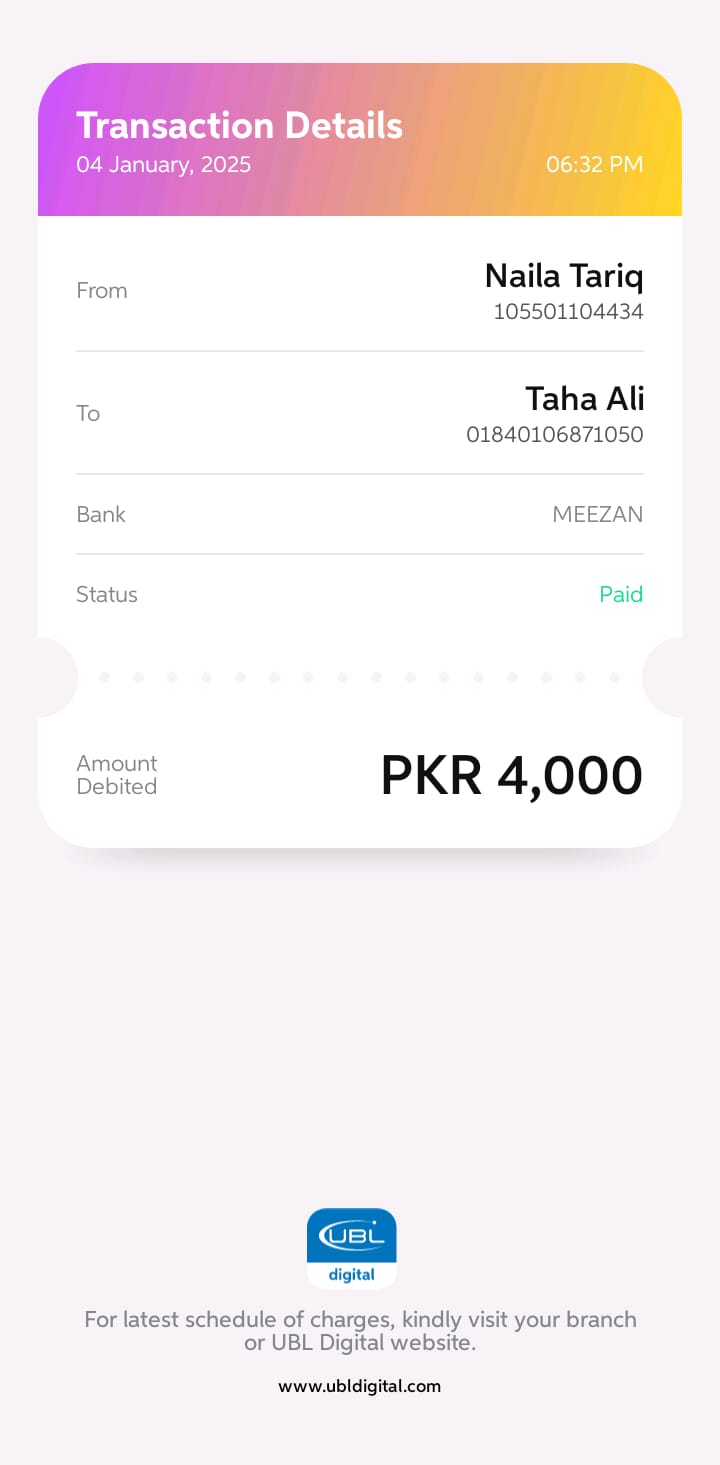 Transaction Details
04 January, 2025 06:32 PM
From
Naila Tariq
105501104434
To
Taha Ali
01840106871050
Bank MEEZAN
Status Paid
Amount
Debited
PKR 4,000
UBL
digital
For latest schedule of charges, kindly visit your branch
or UBL Digital website.
www.ubldigital.com